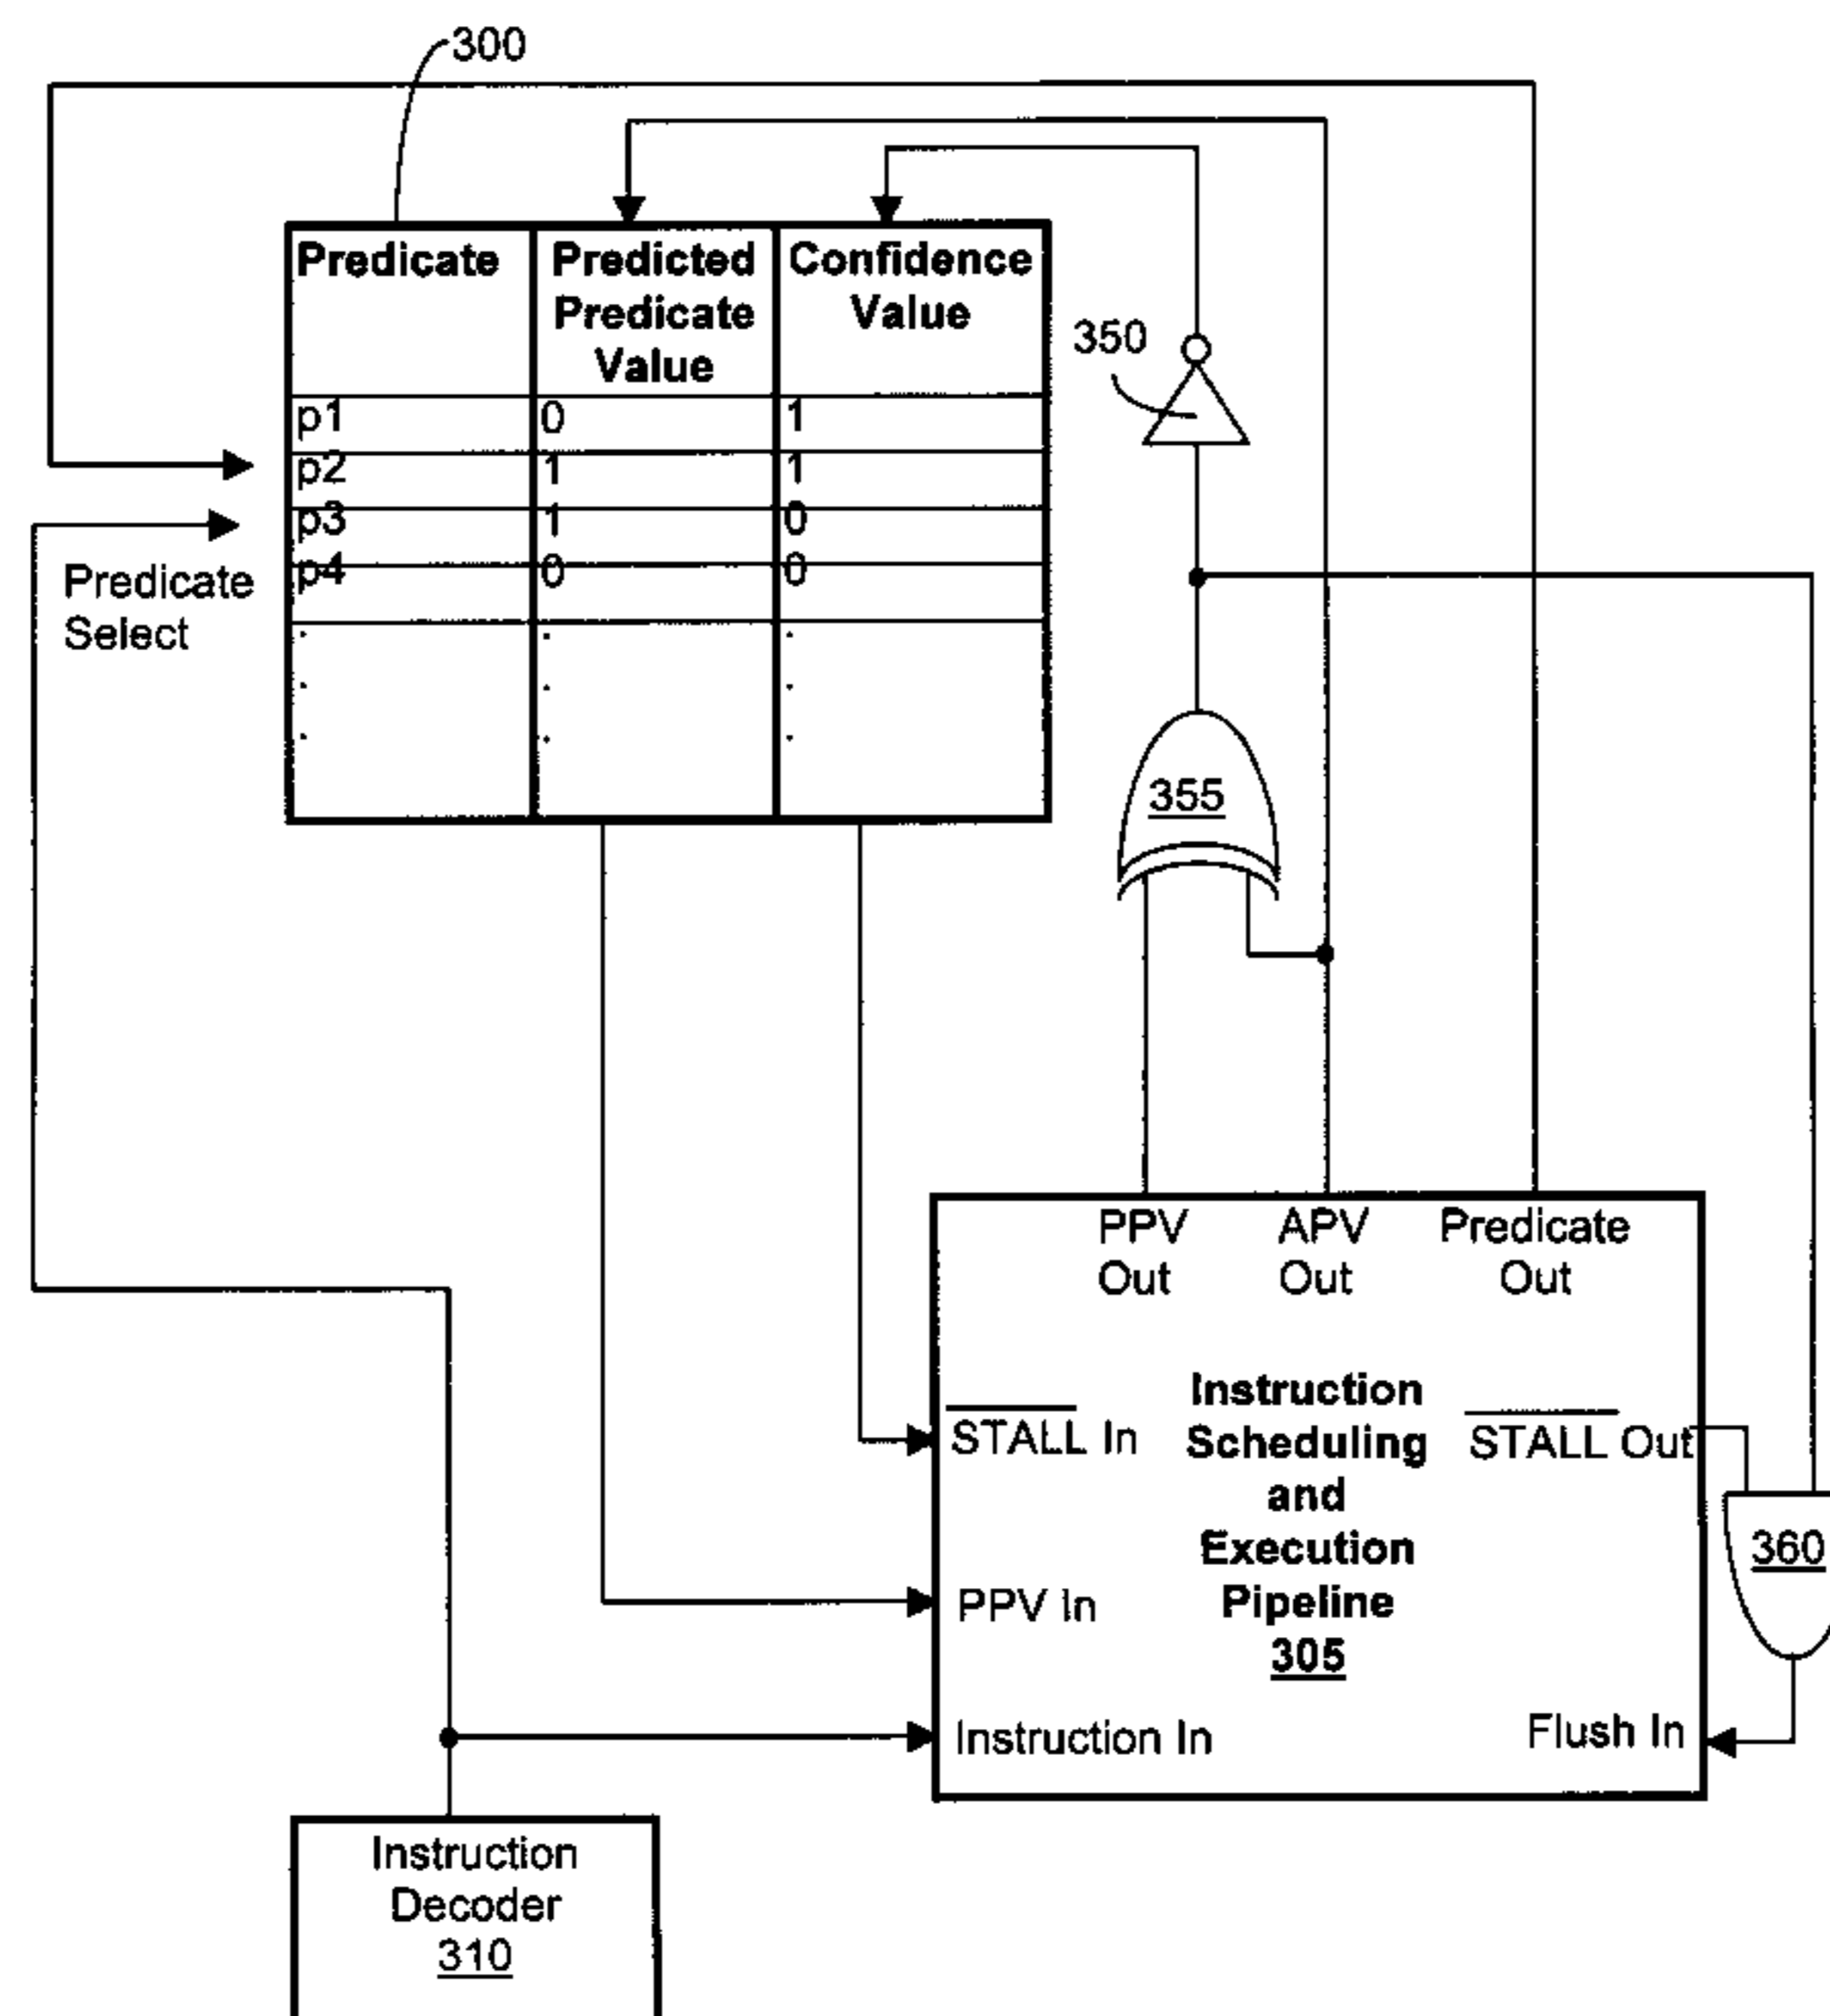 300
Predicate
Predicted
Predicate
Value
Confidence
Value
350
p1 0 1
p2 1 1
p3 1 0
p4 0 0
. . .
. . .
. . .
Predicate
Select
355
PPV
Out
APV
Out
Predicate
Out
STALL In
Instruction
Scheduling
and
Execution
Pipeline
305
STALL Out
360
PPV In
Instruction In
Flush In
Instruction
Decoder
310